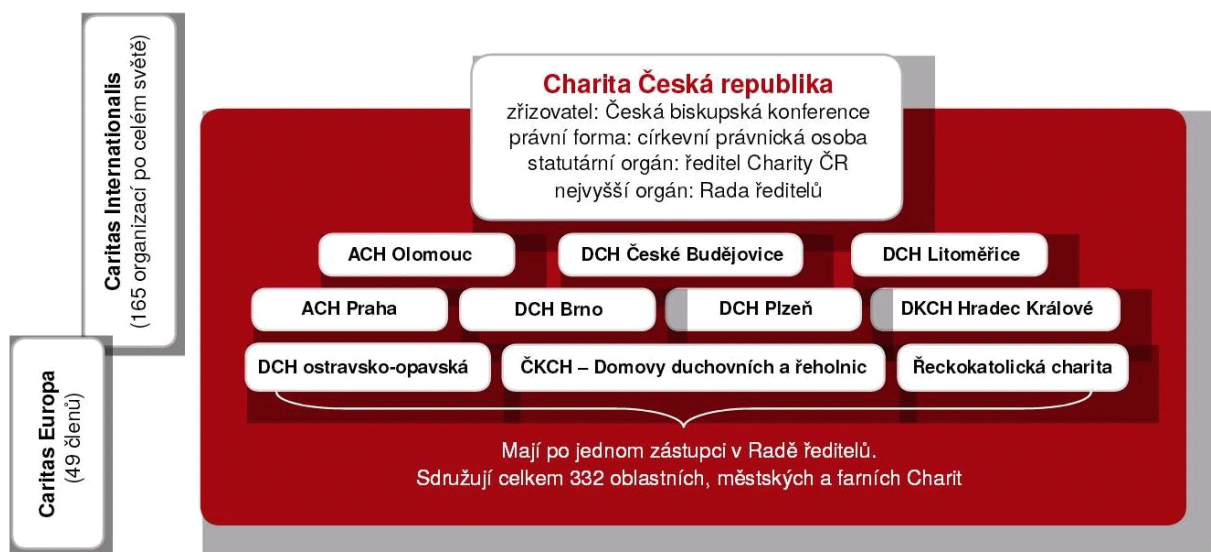 Caritas Internationalis
(165 organizací po celém světě)
Caritas Europa
(49 členů)
Charita Česká republika
zřizovatel: Česká biskupská konference
právní forma: církevní právnická osoba
statutární orgán: ředitel Charity ČR
nejvyšší orgán: Rada ředitelů
ACH Olomouc
DCH České Budějovice
DCH Litoměřice
ACH Praha
DCH Brno
DCH Plzeň
DKCH Hradec Králové
DCH ostravsko-opavská
ČKCH – Domovy duchovních a řeholnic
Řeckokatolická charita
Mají po jednom zástupci v Radě ředitelů.
Sdružují celkem 332 oblastních, městských a farních Charit